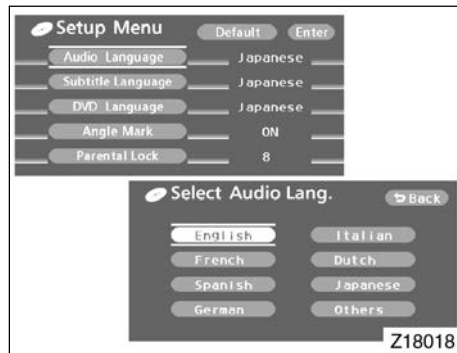 Setup Menu Default Enter
Audio Language Japanese
Subtitle Language Japanese
DVD Language Japanese
Angle Mark ON
Parental Lock 8
Select Audio Lang. Back
English Italian
French Dutch
Spanish Japanese
German Others
Z18018